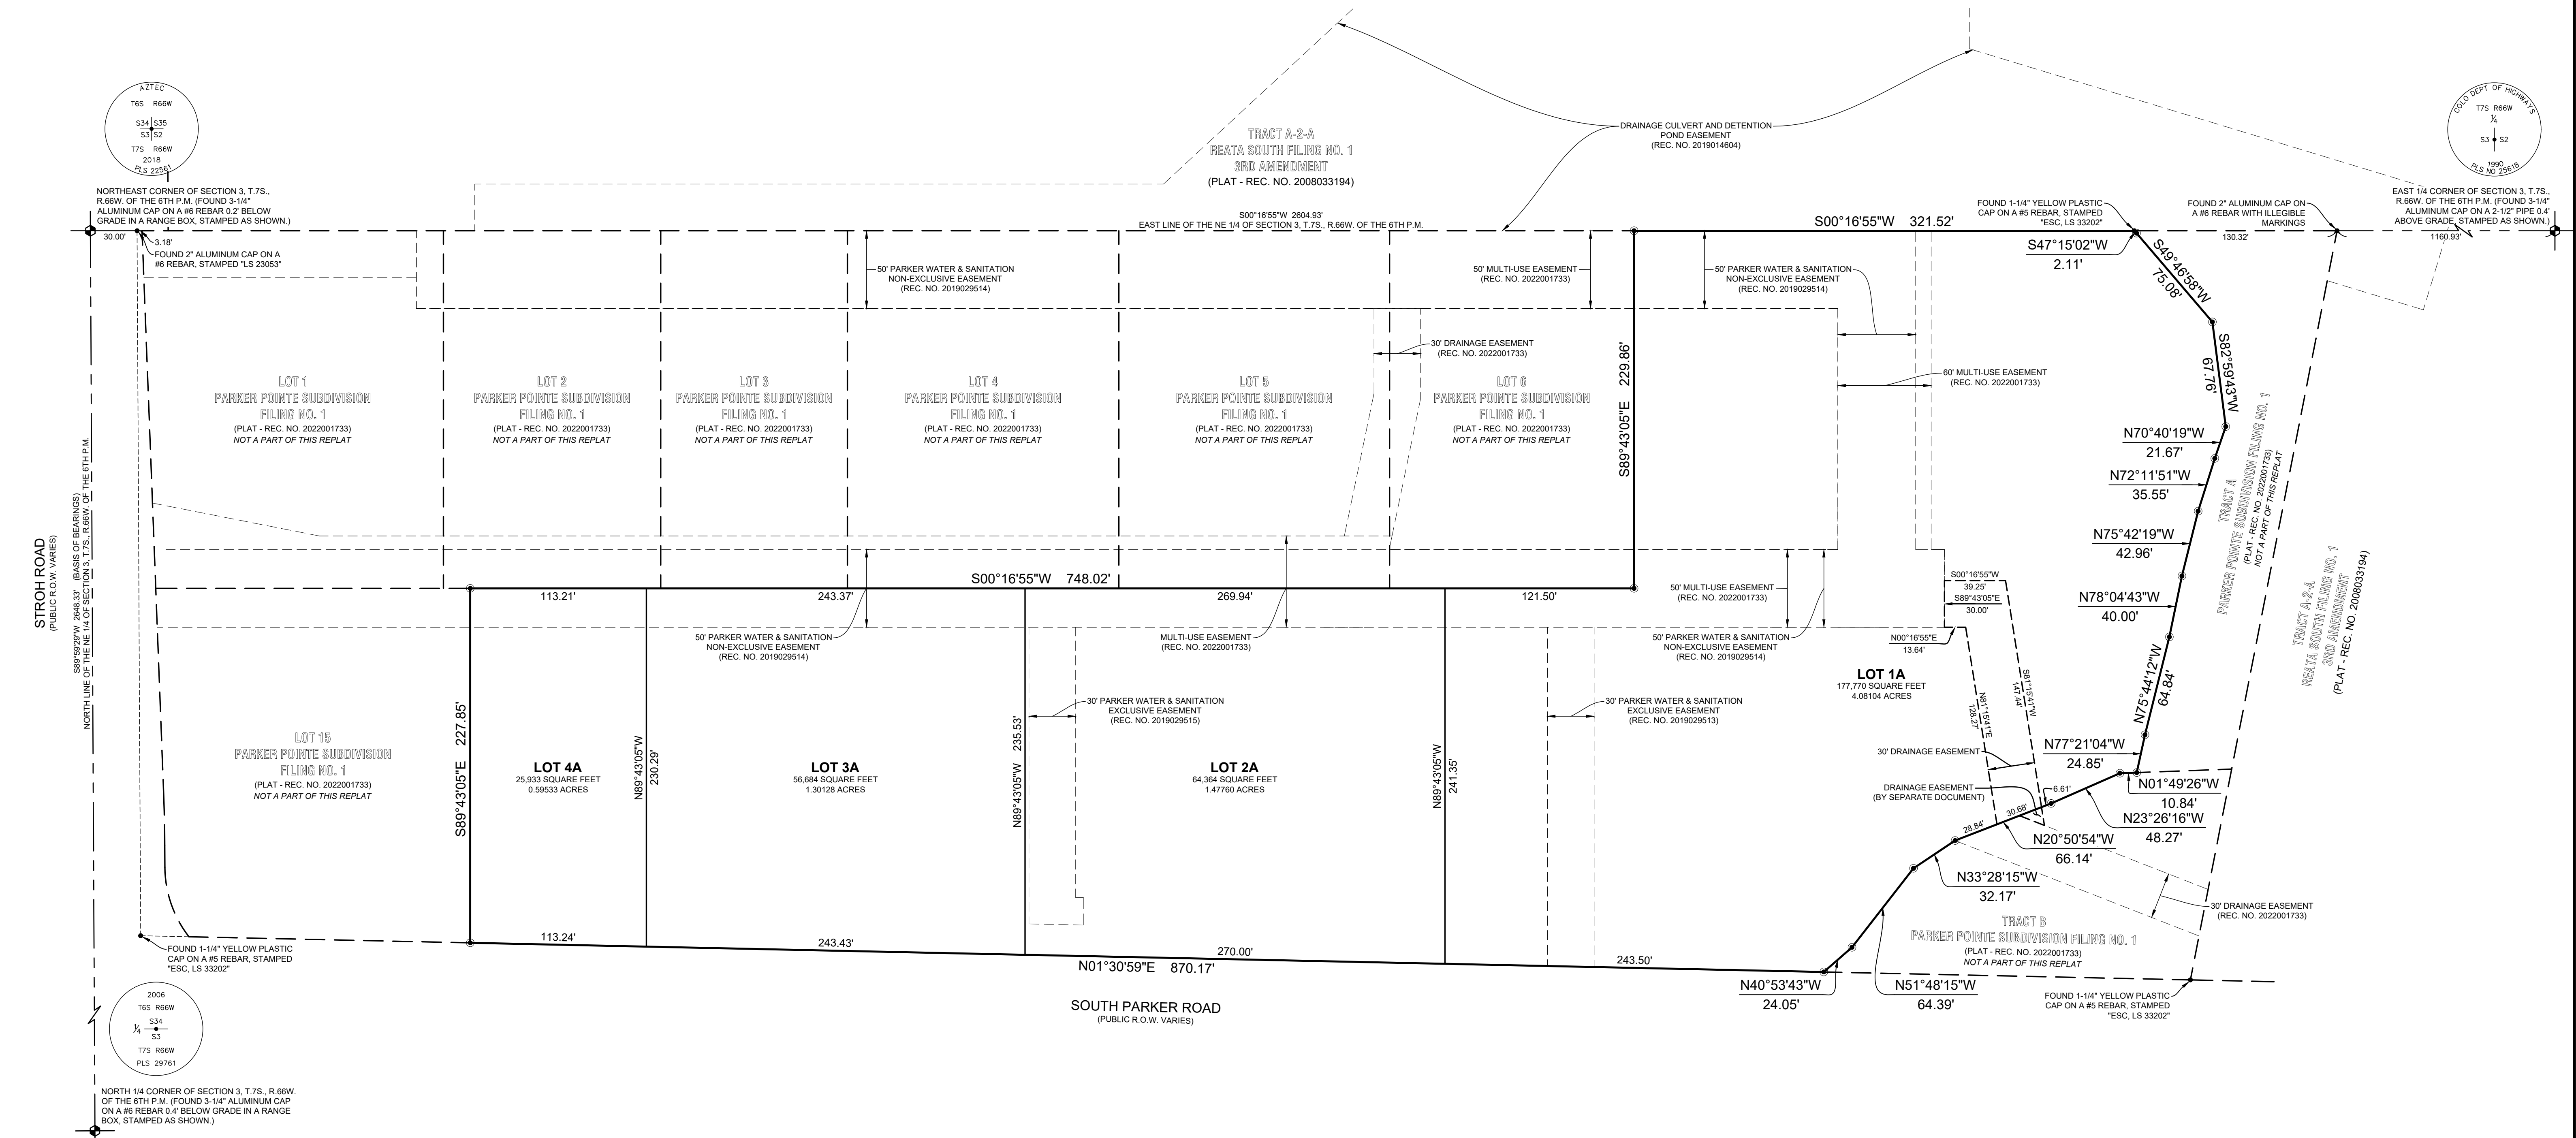 AZTEC
T6S R66W
S34 S35
S3 S2
T7S R66W
2018
PLS 22561
NORTHEAST CORNER OF SECTION 3, T.7S.,
R.66W. OF THE 6TH P.M. (FOUND 3-1/4"
ALUMINUM CAP ON A #6 REBAR 0.2' BELOW
GRADE IN A RANGE BOX, STAMPED AS SHOWN.)
30.00'
3.18'
FOUND 2" ALUMINUM CAP ON A
#6 REBAR, STAMPED "LS 23053"
TRACT A-2-A
REATA SOUTH FILING NO. 1
3RD AMENDMENT
(PLAT - REC. NO. 2008033194)
DRAINAGE CULVERT AND DETENTION
POND EASEMENT
(REC. NO. 2019014604)
S00°16'55"W 2604.93'
EAST LINE OF THE NE 1/4 OF SECTION 3, T.7S., R.66W. OF THE 6TH P.M.
S00°16'55"W 321.52'
FOUND 1-1/4" YELLOW PLASTIC
CAP ON A #5 REBAR, STAMPED
"ESC, LS 33202"
FOUND 2" ALUMINUM CAP ON
A #6 REBAR WITH ILLEGIBLE
MARKINGS
COLO DEPT OF HIGHWAYS
T7S R66W
1/4
S3 S2
1990
PLS NO 25618
EAST 1/4 CORNER OF SECTION 3, T.7S.,
R.66W. OF THE 6TH P.M. (FOUND 3-1/4"
ALUMINUM CAP ON A 2-1/2" PIPE 0.4'
ABOVE GRADE, STAMPED AS SHOWN.)
130.32'
1160.93'
S47°15'02"W
2.11'
S49°46'58"W
75.08'
S82°59'43"W
67.76'
50' PARKER WATER & SANITATION
NON-EXCLUSIVE EASEMENT
(REC. NO. 2019029514)
50' MULTI-USE EASEMENT
(REC. NO. 2022001733)
50' PARKER WATER & SANITATION
NON-EXCLUSIVE EASEMENT
(REC. NO. 2019029514)
30' DRAINAGE EASEMENT
(REC. NO. 2022001733)
60' MULTI-USE EASEMENT
(REC. NO. 2022001733)
S89°43'05"E 229.86'
LOT 1
PARKER POINTE SUBDIVISION
FILING NO. 1
(PLAT - REC. NO. 2022001733)
NOT A PART OF THIS REPLAT
LOT 2
PARKER POINTE SUBDIVISION
FILING NO. 1
(PLAT - REC. NO. 2022001733)
NOT A PART OF THIS REPLAT
LOT 3
PARKER POINTE SUBDIVISION
FILING NO. 1
(PLAT - REC. NO. 2022001733)
NOT A PART OF THIS REPLAT
LOT 4
PARKER POINTE SUBDIVISION
FILING NO. 1
(PLAT - REC. NO. 2022001733)
NOT A PART OF THIS REPLAT
LOT 5
PARKER POINTE SUBDIVISION
FILING NO. 1
(PLAT - REC. NO. 2022001733)
NOT A PART OF THIS REPLAT
LOT 6
PARKER POINTE SUBDIVISION
FILING NO. 1
(PLAT - REC. NO. 2022001733)
NOT A PART OF THIS REPLAT
N70°40'19"W
21.67'
N72°11'51"W
35.55'
N75°42'19"W
42.96'
N78°04'43"W
40.00'
N75°44'12"W
64.84'
N77°21'04"W
24.85'
TRACT A
PARKER POINTE SUBDIVISION FILING NO. 1
(PLAT - REC. NO. 2022001733)
NOT A PART OF THIS REPLAT
TRACT A-2-A
REATA SOUTH FILING NO. 1
3RD AMENDMENT
(PLAT - REC. NO. 2008033194)
STROH ROAD
(PUBLIC R.O.W. VARIES)
S89°59'29"W 2648.33' (BASIS OF BEARINGS)
NORTH LINE OF THE NE 1/4 OF SECTION 3, T.7S., R.66W. OF THE 6TH P.M.
S00°16'55"W 748.02'
113.21'
243.37'
269.94'
121.50'
50' MULTI-USE EASEMENT
(REC. NO. 2022001733)
S00°16'55"W
39.25'
S89°43'05"E
30.00'
N00°16'55"E
13.64'
50' PARKER WATER & SANITATION
NON-EXCLUSIVE EASEMENT
(REC. NO. 2019029514)
MULTI-USE EASEMENT
(REC. NO. 2022001733)
50' PARKER WATER & SANITATION
NON-EXCLUSIVE EASEMENT
(REC. NO. 2019029514)
LOT 1A
177,770 SQUARE FEET
4.08104 ACRES
S81°15'41"W
147.44'
N81°15'41"E
128.27'
30' PARKER WATER & SANITATION
EXCLUSIVE EASEMENT
(REC. NO. 2019029515)
30' PARKER WATER & SANITATION
EXCLUSIVE EASEMENT
(REC. NO. 2019029513)
LOT 15
PARKER POINTE SUBDIVISION
FILING NO. 1
(PLAT - REC. NO. 2022001733)
NOT A PART OF THIS REPLAT
S89°43'05"E 227.85'
LOT 4A
25,933 SQUARE FEET
0.59533 ACRES
N89°43'05"W
230.29'
LOT 3A
56,684 SQUARE FEET
1.30128 ACRES
N89°43'05"W 235.53'
LOT 2A
64,364 SQUARE FEET
1.47760 ACRES
N89°43'05"W
241.35'
30' DRAINAGE EASEMENT
DRAINAGE EASEMENT
(BY SEPARATE DOCUMENT)
6.61'
30.68'
28.84'
N01°49'26"W
10.84'
N23°26'16"W
48.27'
N20°50'54"W
66.14'
N33°28'15"W
32.17'
30' DRAINAGE EASEMENT
(REC. NO. 2022001733)
TRACT B
PARKER POINTE SUBDIVISION FILING NO. 1
(PLAT - REC. NO. 2022001733)
NOT A PART OF THIS REPLAT
113.24'
243.43'
270.00'
243.50'
N01°30'59"E 870.17'
N40°53'43"W
24.05'
N51°48'15"W
64.39'
FOUND 1-1/4" YELLOW PLASTIC
CAP ON A #5 REBAR, STAMPED
"ESC, LS 33202"
FOUND 1-1/4" YELLOW PLASTIC
CAP ON A #5 REBAR, STAMPED
"ESC, LS 33202"
SOUTH PARKER ROAD
(PUBLIC R.O.W. VARIES)
2006
T6S R66W
S34
1/4
S3
T7S R66W
PLS 29761
NORTH 1/4 CORNER OF SECTION 3, T.7S., R.66W.
OF THE 6TH P.M. (FOUND 3-1/4" ALUMINUM CAP
ON A #6 REBAR 0.4' BELOW GRADE IN A RANGE
BOX, STAMPED AS SHOWN.)